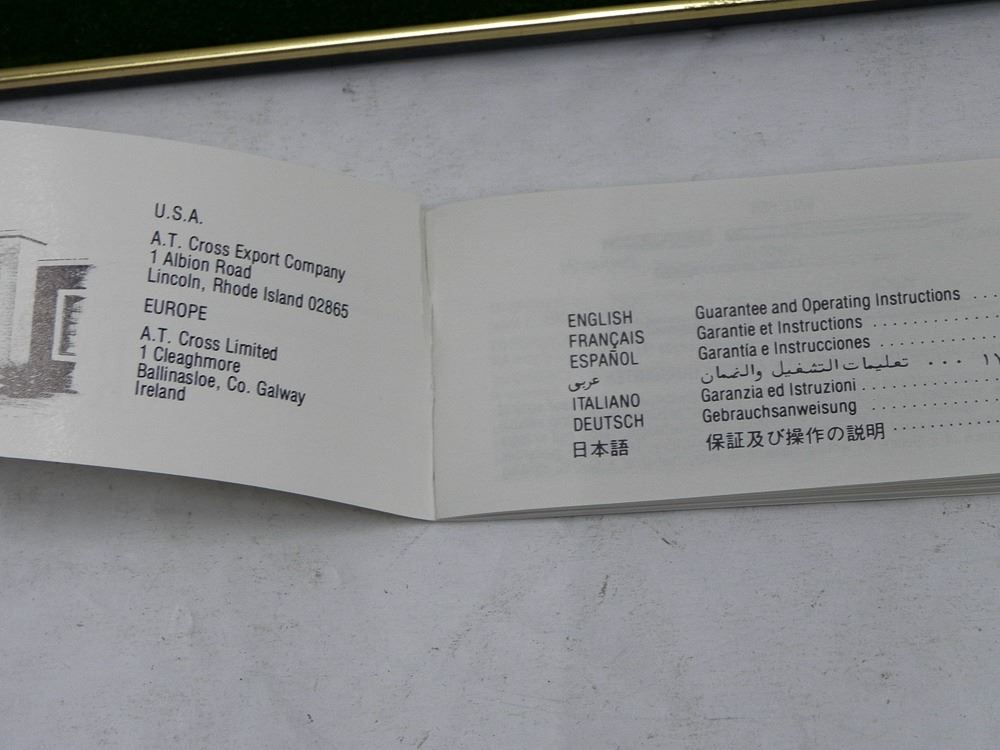 U.S.A.
A.T. Cross Export Company
1 Albion Road
Lincoln, Rhode Island 02865
EUROPE
A.T. Cross Limited
1 Cleaghmore
Ballinasloe, Co. Galway
Ireland
ENGLISH Guarantee and Operating Instructions . . .
FRANÇAIS Garantie et Instructions . . . . . . . . . . . .
ESPAÑOL Garantía e Instrucciones . . . . . . . . . . .
عربى تعليمات التشغيل والضمان . . . ١٧
ITALIANO Garanzia ed Istruzioni . . . . . . . . . . . .
DEUTSCH Gebrauchsanweisung . . . . . . . . . . . .
日本語 保証及び操作の説明 . . . . . . . . . .